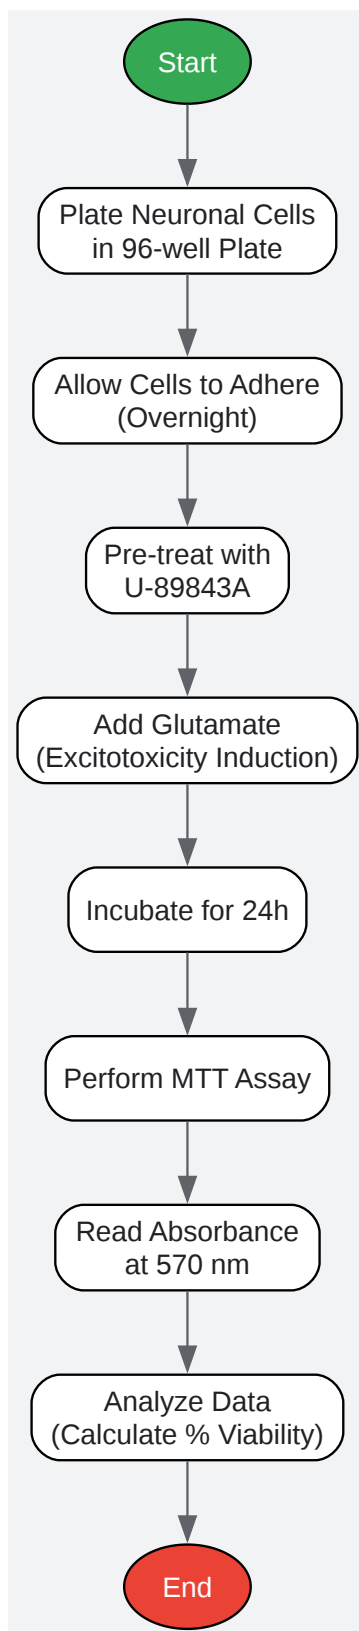 Start
Plate Neuronal Cells
in 96-well Plate
Allow Cells to Adhere
(Overnight)
Pre-treat with
U-89843A
Add Glutamate
(Excitotoxicity Induction)
Incubate for 24h
Perform MTT Assay
Read Absorbance
at 570 nm
Analyze Data
(Calculate % Viability)
End